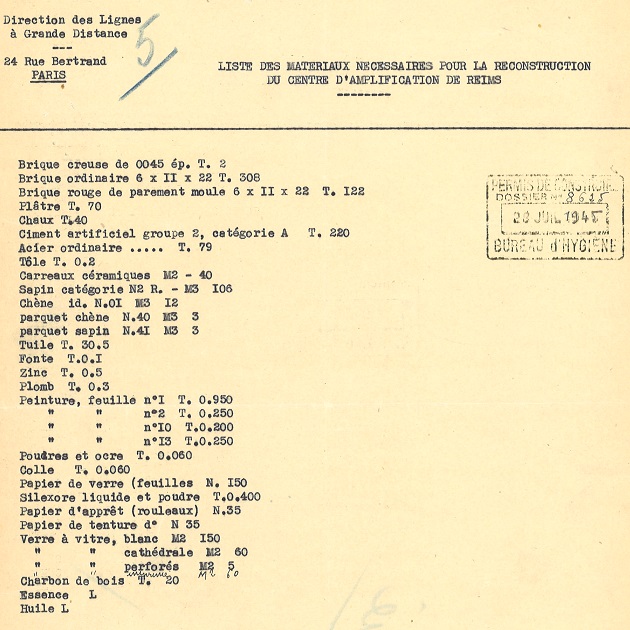 Direction des Lignes
à Grande Distance
---
24 Rue Bertrand
PARIS
5
LISTE DES MATERIAUX NECESSAIRES POUR LA RECONSTRUCTION
DU CENTRE D'AMPLIFICATION DE REIMS
--------
PERMIS DE CONSTRUIRE
DOSSIER N° 8635
20 JUIL 1945
BUREAU d'HYGIENE
Brique creuse de 0045 ép. T. 2
Brique ordinaire 6 x II x 22 T. 308
Brique rouge de parement moule 6 x II x 22 T. I22
Plâtre T. 70
Chaux T.40
Ciment artificiel groupe 2, catégorie A T. 220
Acier ordinaire ..... T. 79
Tôle T. 0.2
Carreaux céramiques M2 - 40
Sapin catégorie N2 R. - M3 I06
Chène id. N.OI M3 I2
parquet chêne N.40 M3 3
parquet sapin N.4I M3 3
Tuile T. 30.5
Fonte T.0.I
Zinc T. 0.5
Plomb T. 0.3
Peinture, feuille n°I T. 0.950
" " n°2 T. 0.250
" " n°IO T.0.200
" " n°I3 T.0.250
Poudres et ocre T. 0.060
Colle T. 0.060
Papier de verre (feuilles N. I50
Silexore liquide et poudre T.0.400
Papier d'apprêt (rouleaux) N.35
Papier de tenture d° N 35
Verre à vitre, blanc M2 I50
" " cathédrale M2 60
" " perforés M2 5
" " imprimé M2 60
Charbon de bois T. 20
Essence L
Huile L